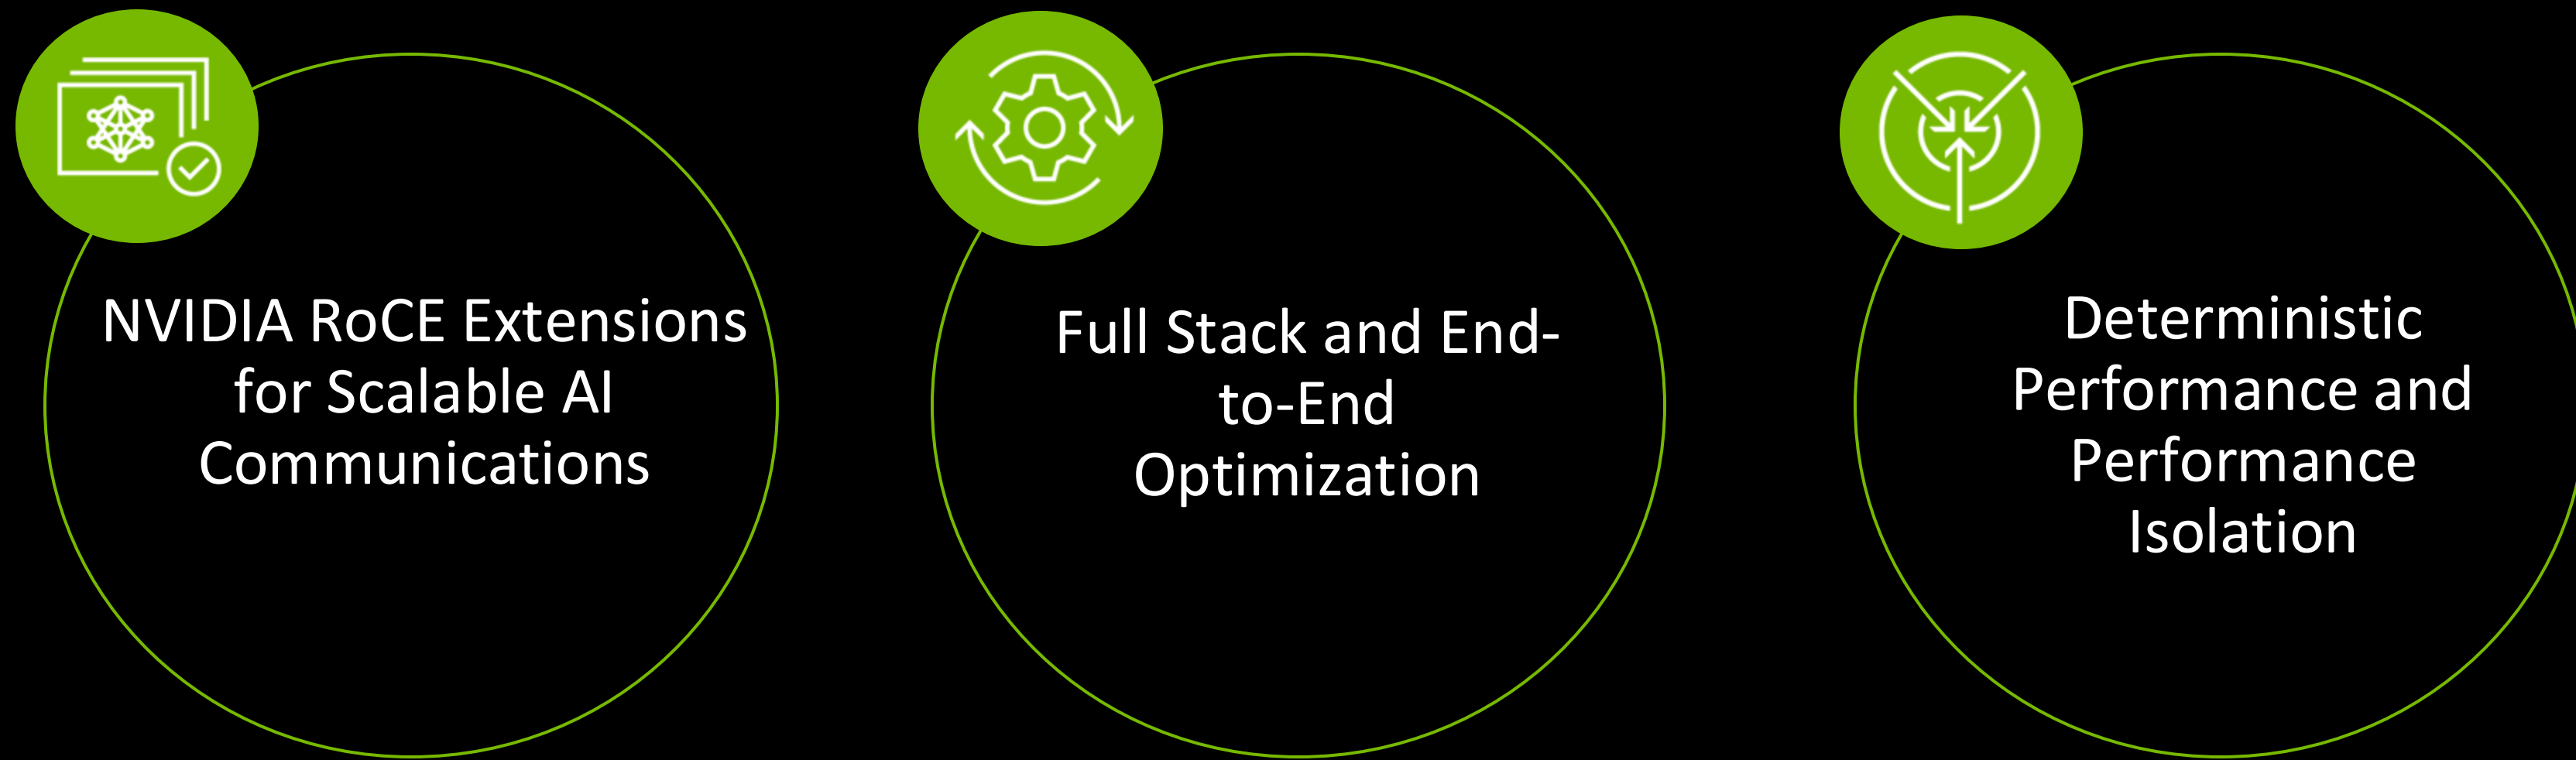 NVIDIA RoCE Extensions
for Scalable AI
Communications
Full Stack and End-
to-End
Optimization
Deterministic
Performance and
Performance
Isolation